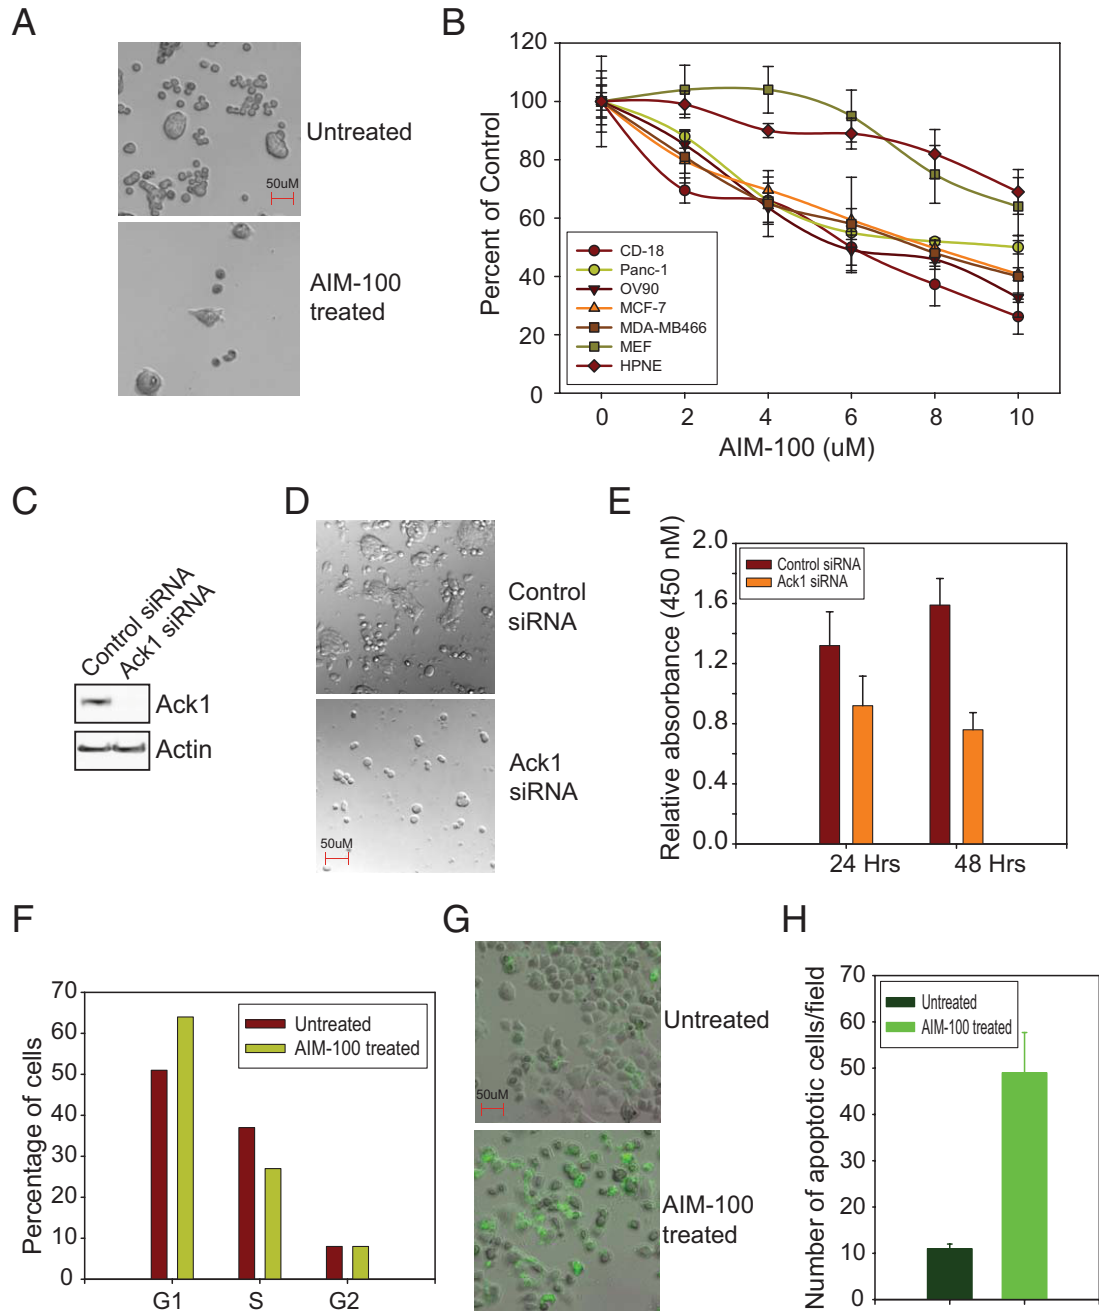 A
Untreated
50uM
AIM-100
treated
B
Percent of Control
120
100
80
60
40
20
0
CD-18
Panc-1
OV90
MCF-7
MDA-MB466
MEF
HPNE
0 2 4 6 8 10
AIM-100 (uM)
C
Control siRNA
Ack1 siRNA
Ack1
Actin
D
Control
siRNA
Ack1
siRNA
50uM
E
Relative absorbance (450 nM)
2.0
1.6
1.2
0.8
0.4
0.0
Control siRNA
Ack1 siRNA
24 Hrs 48 Hrs
F
Percentage of cells
70
60
50
40
30
20
10
0
Untreated
AIM-100 treated
G1 S G2
G
Untreated
50uM
AIM-100
treated
H
Number of apoptotic cells/field
70
60
50
40
30
20
10
0
Untreated
AIM-100 treated